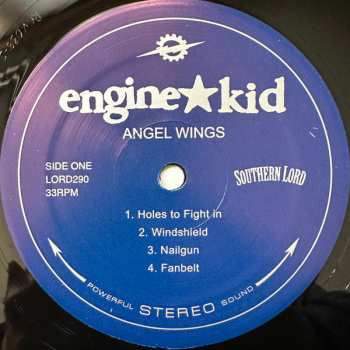 engine★kid
ANGEL WINGS
SIDE ONE
LORD290
33RPM
SOUTHERN LORD
1. Holes to Fight in
2. Windshield
3. Nailgun
4. Fanbelt
POWERFUL STEREO SOUND